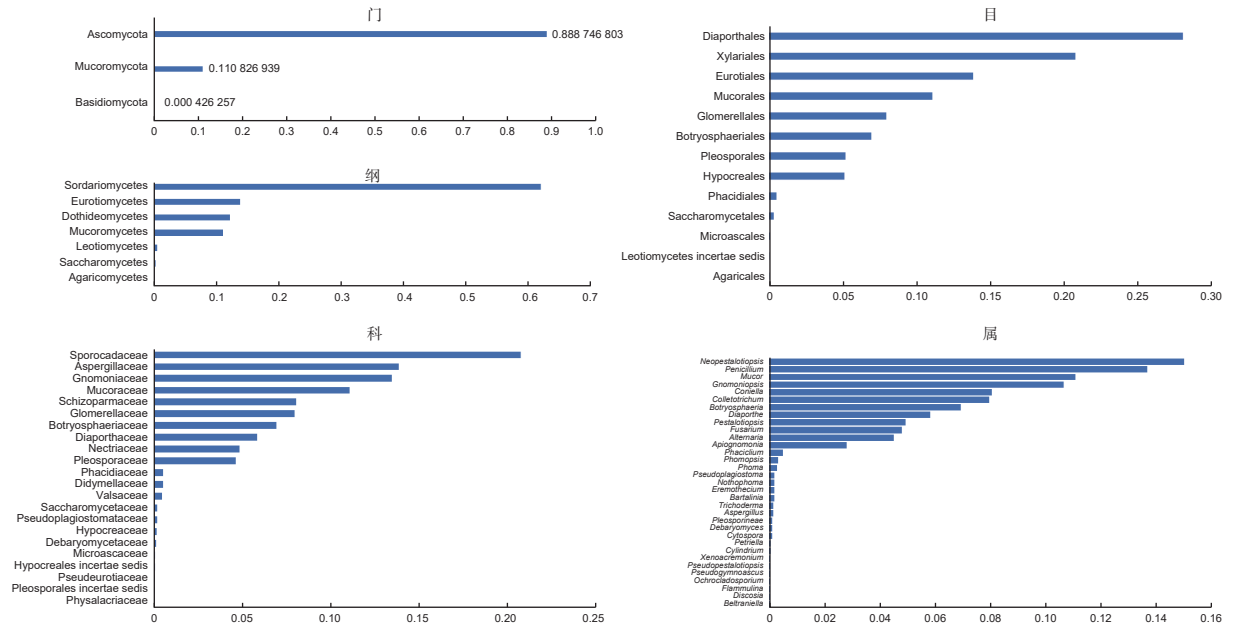 门
Ascomycota
0.888 746 803
Mucoromycota
0.110 826 939
Basidiomycota
0.000 426 257
0 0.1 0.2 0.3 0.4 0.5 0.6 0.7 0.8 0.9 1.0
纲
Sordariomycetes
Eurotiomycetes
Dothideomycetes
Mucoromycetes
Leotiomycetes
Saccharomycetes
Agaricomycetes
0 0.1 0.2 0.3 0.4 0.5 0.6 0.7
目
Diaporthales
Xylariales
Eurotiales
Mucorales
Glomerellales
Botryosphaeriales
Pleosporales
Hypocreales
Phacidiales
Saccharomycetales
Microascales
Leotiomycetes incertae sedis
Agaricales
0 0.05 0.10 0.15 0.20 0.25 0.30
科
Sporocadaceae
Aspergillaceae
Gnomoniaceae
Mucoraceae
Schizoparmaceae
Glomerellaceae
Botryosphaeriaceae
Diaporthaceae
Nectriaceae
Pleosporaceae
Phacidiaceae
Didymellaceae
Valsaceae
Saccharomycetaceae
Pseudoplagiostomataceae
Hypocreaceae
Debaryomycetaceae
Microascaceae
Hypocreales incertae sedis
Pseudeurotiaceae
Pleosporales incertae sedis
Physalacriaceae
0 0.05 0.10 0.15 0.20 0.25
属
Neopestalotiopsis
Penicillium
Mucor
Gnomoniopsis
Coniella
Colletotrichum
Botryosphaeria
Diaporthe
Pestalotiopsis
Fusarium
Alternaria
Apiognomonia
Phaciclium
Phomopsis
Phoma
Pseudoplagiostoma
Nothophoma
Eremothecium
Bartalinia
Trichoderma
Aspergillus
Pleosporineae
Debaryomyces
Cytospora
Petriella
Cylindrium
Xenoacremonium
Pseudopestalotiopsis
Pseudogymnoascus
Ochrocladosporium
Flammulina
Discosia
Beltraniella
0 0.02 0.04 0.06 0.08 0.10 0.12 0.14 0.16